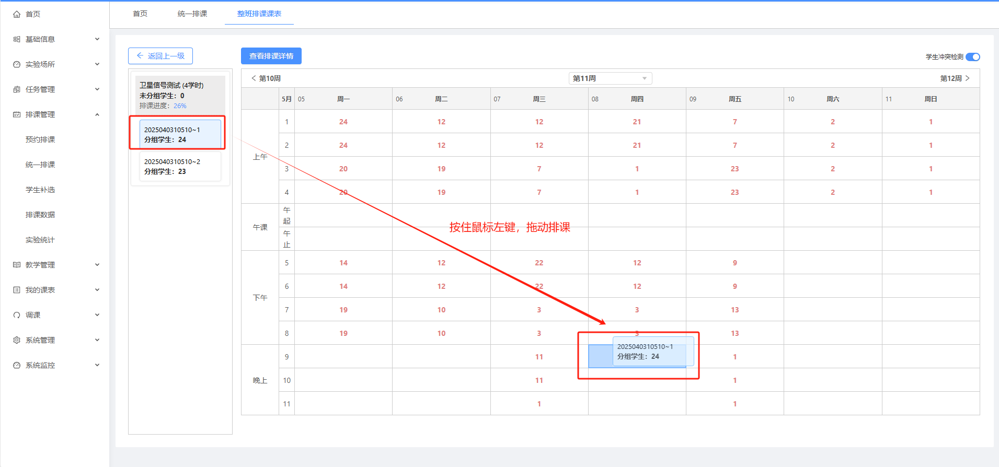 首页
基础信息
实验场所
任务管理
排课管理
预约排课
统一排课
学生补选
排课数据
实验统计
教学管理
我的课表
调课
系统管理
系统监控
首页 统一排课 整班排课课表
返回上一级
查看排课详情
学生冲突检测
卫星信号测试 (4学时)
未分组学生：0
排课进度：26%
2025040310510~1
分组学生：24
2025040310510~2
分组学生：23
第10周 第11周 第12周
5月 05 周一 06 周二 07 周三 08 周四 09 周五 10 周六 11 周日
上午
1 24 12 12 21 7 2 1
2 24 12 12 21 7 2 1
3 20 19 7 1 23 2 1
4 20 19 7 1 23 2 1
午课
午起
午止
按住鼠标左键，拖动排课
下午
5 14 12 22 12 9
6 14 12 22 12 9
7 19 10 3 3 13
8 19 10 3 3 13
晚上
9 11 1
2025040310510~1
分组学生：24
10 11 1
11 1 1